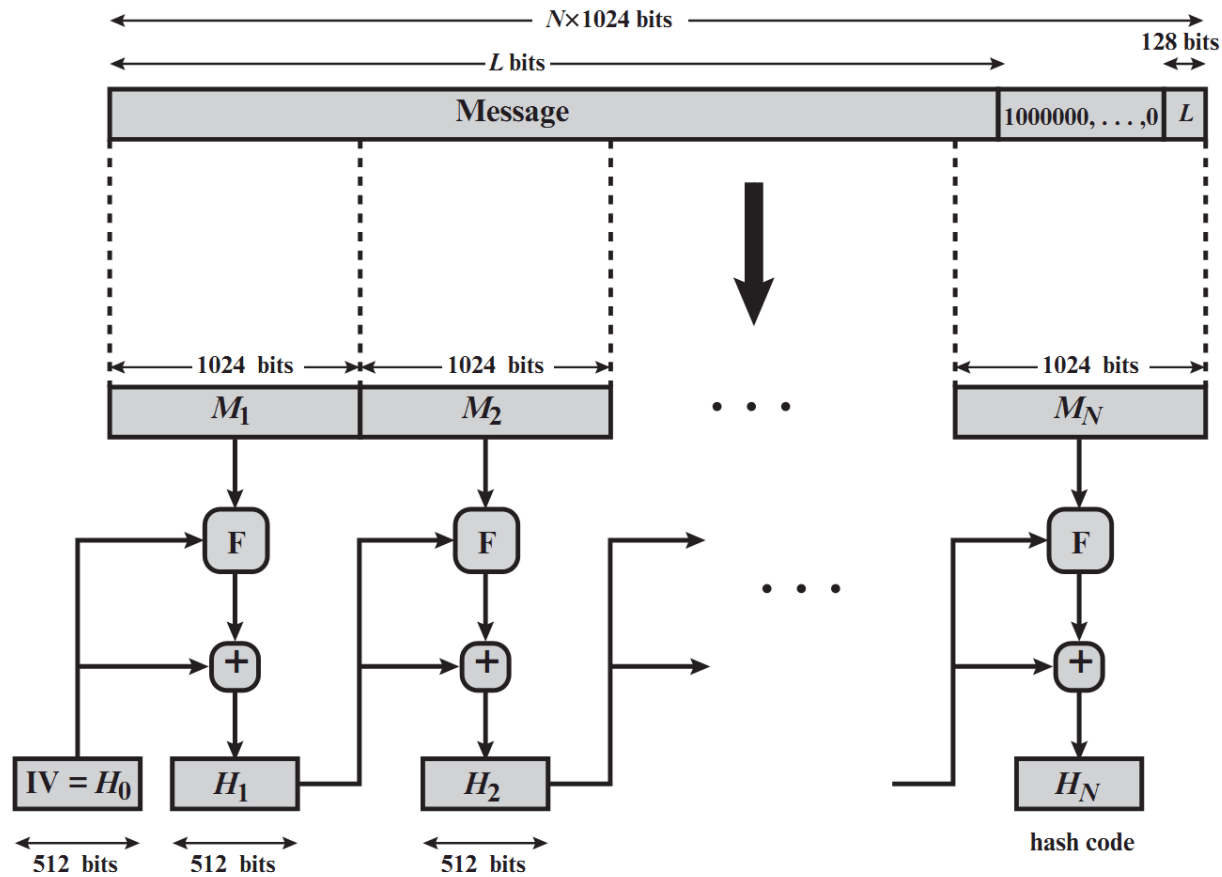 N×1024 bits
128 bits
L bits
Message
1000000, . . . ,0
L
1024 bits
1024 bits
1024 bits
M1
M2
• • •
MN
F
F
F
• • •
+
+
+
IV = H0
H1
H2
HN
512 bits
512 bits
512 bits
hash code